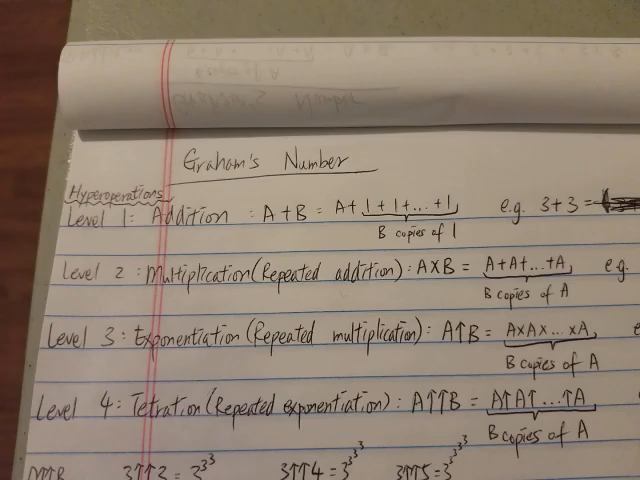 Graham's Number
Hyperoperations
Level 1: Addition : A+B = A+1+1+...+1 e.g. 3+3=
B copies of 1
Level 2: Multiplication (Repeated addition): A×B = A+A+...+A, e.g.
B copies of A
Level 3: Exponentiation (Repeated multiplication): A↑B = A×A×...×A,
B copies of A
Level 4: Tetration (Repeated exponentiation): A↑↑B = A↑A↑...↑A,
B copies of A
3↑↑3 = 3^3^3 3↑↑4 = 3^3^3^3 3↑↑5 = 3^3^3^3^3